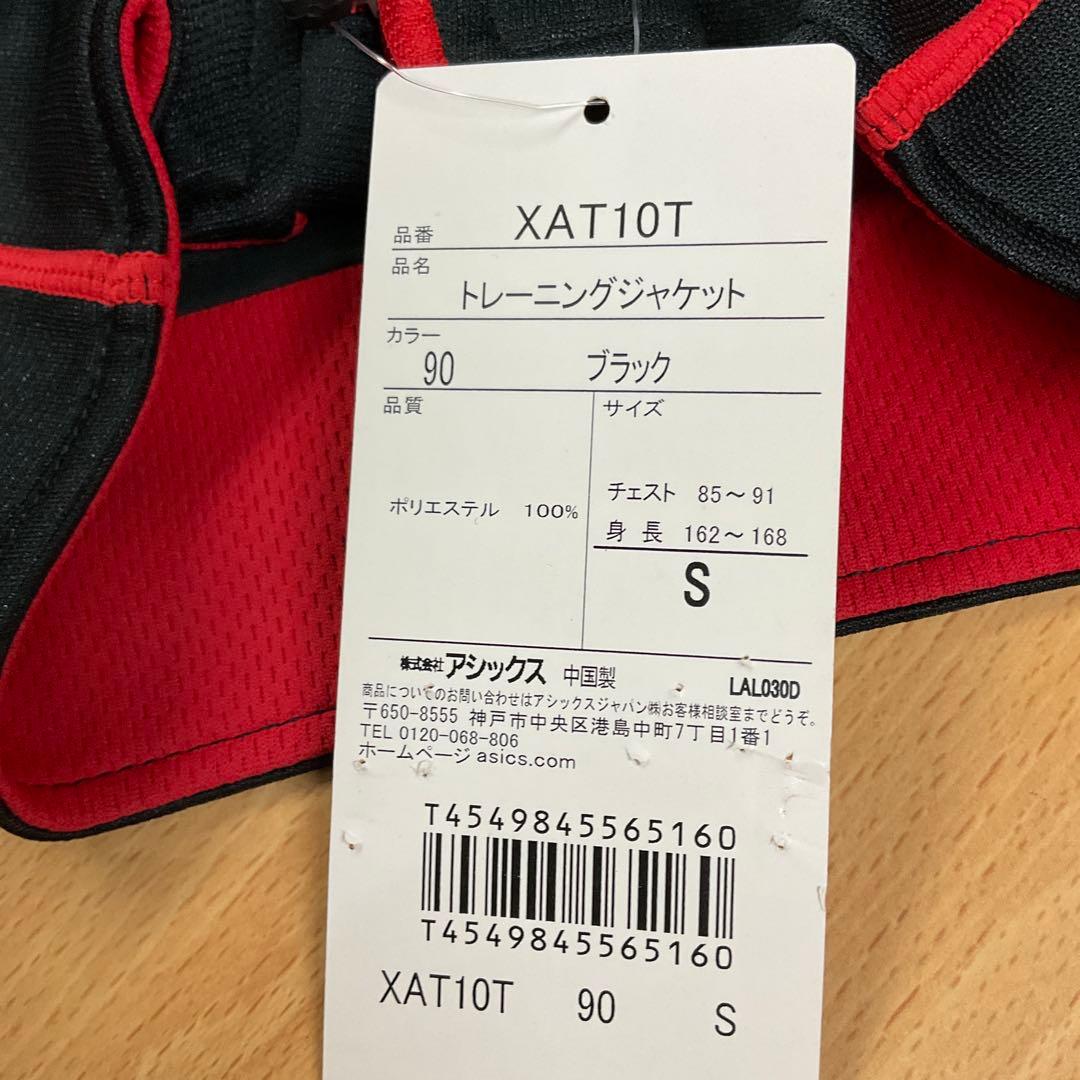 品番 XAT10T
品名
トレーニングジャケット
カラー
90 ブラック
品質
ポリエステル 100%
サイズ
チェスト 85～91
身長 162～168
S
株式会社アシックス 中国製 LAL030D
商品についてのお問い合わせはアシックスジャパン㈱お客様相談室までどうぞ。
〒650-8555 神戸市中央区港島中町7丁目1番1
TEL 0120-068-806
ホームページ asics.com
T4549845565160
T4549845565160
XAT10T 90 S